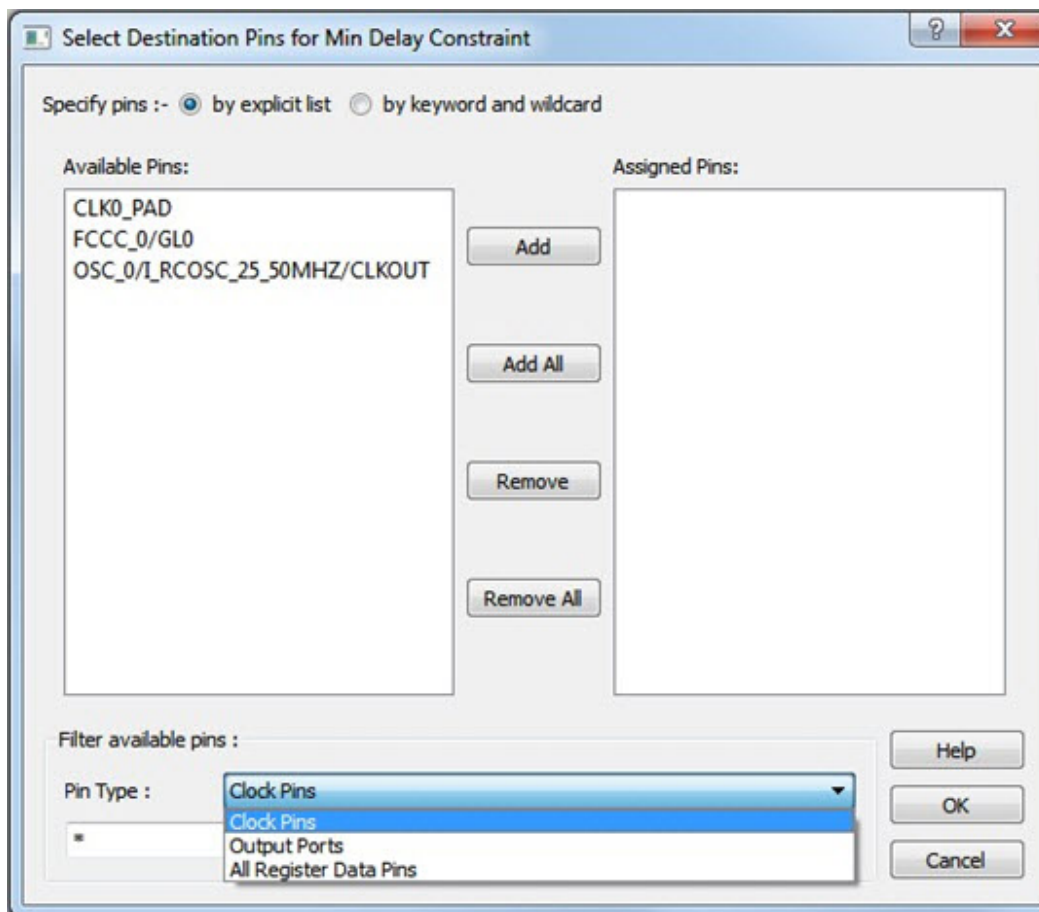 Select Destination Pins for Min Delay Constraint
Specify pins :- by explicit list by keyword and wildcard
Available Pins:
CLK0_PAD
FCCC_0/GL0
OSC_0/I_RCOSC_25_50MHZ/CLKOUT
Add
Add All
Remove
Remove All
Assigned Pins:
Filter available pins :
Pin Type :
Clock Pins
Clock Pins
Output Ports
All Register Data Pins
*
Help
OK
Cancel